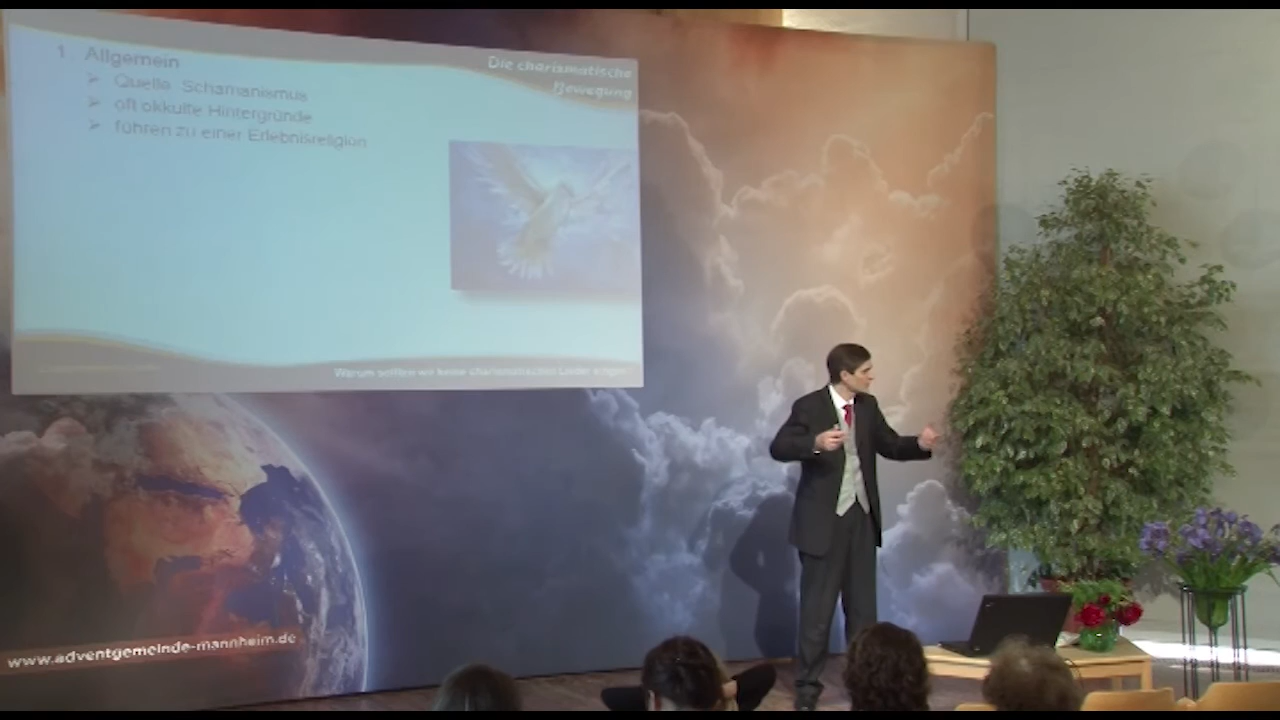 Die charismatische
Bewegung
1. Allgemein
➢ Quelle: Schamanismus
➢ oft okkulte Hintergründe
➢ führen zu einer Erlebnisreligion
Warum sollten wir keine charismatischen Lieder singen?
www.adventgemeinde-mannheim.de